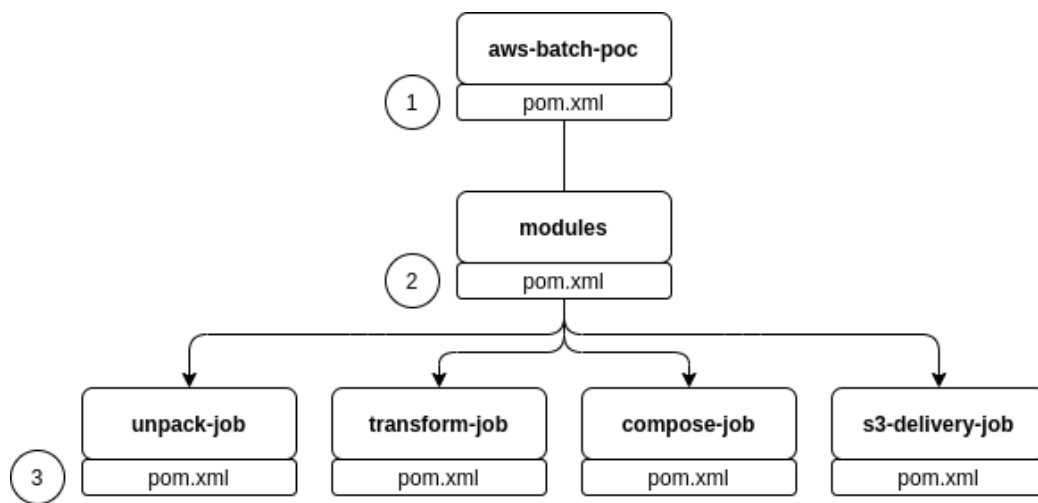 aws-batch-poc
1
pom.xml
modules
2
pom.xml
unpack-job
transform-job
compose-job
s3-delivery-job
3
pom.xml
pom.xml
pom.xml
pom.xml